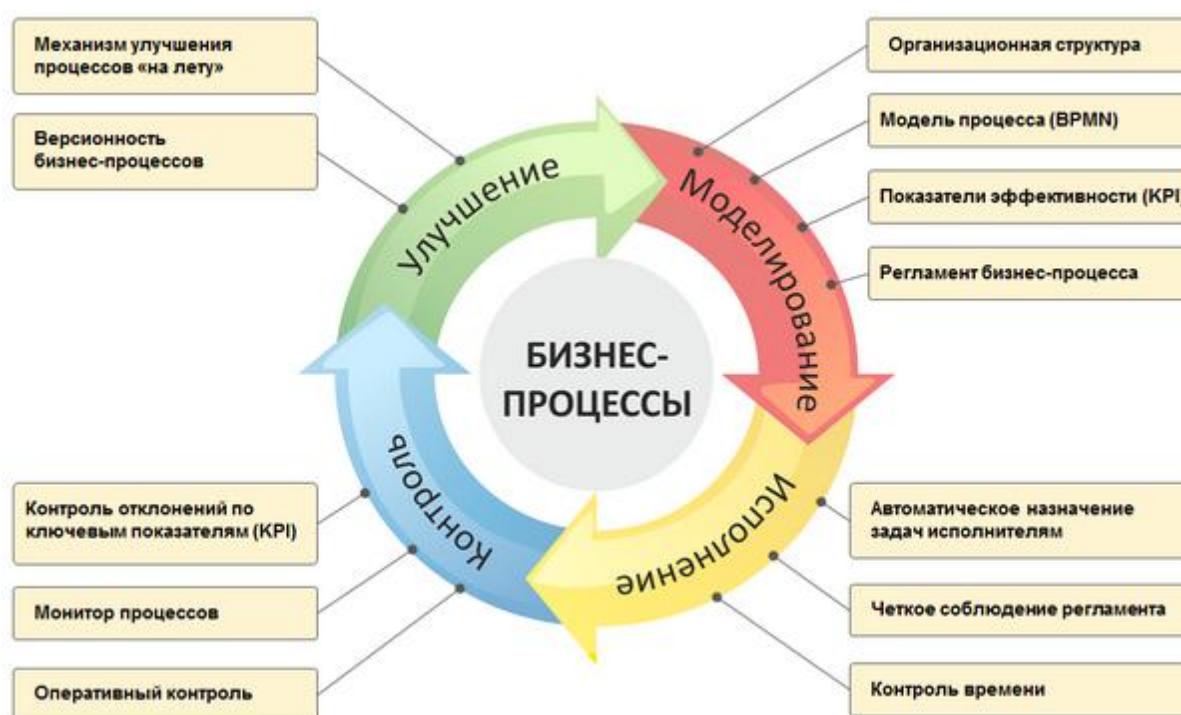 Механизм улучшения
процессов «на лету»
Версионность
бизнес-процессов
Организационная структура
Модель процесса (BPMN)
Показатели эффективности (KPI)
Регламент бизнес-процесса
Улучшение
Моделирование
БИЗНЕС-
ПРОЦЕССЫ
Контроль
Исполнение
Контроль отклонений по
ключевым показателям (KPI)
Монитор процессов
Оперативный контроль
Автоматическое назначение
задач исполнителям
Четкое соблюдение регламента
Контроль времени